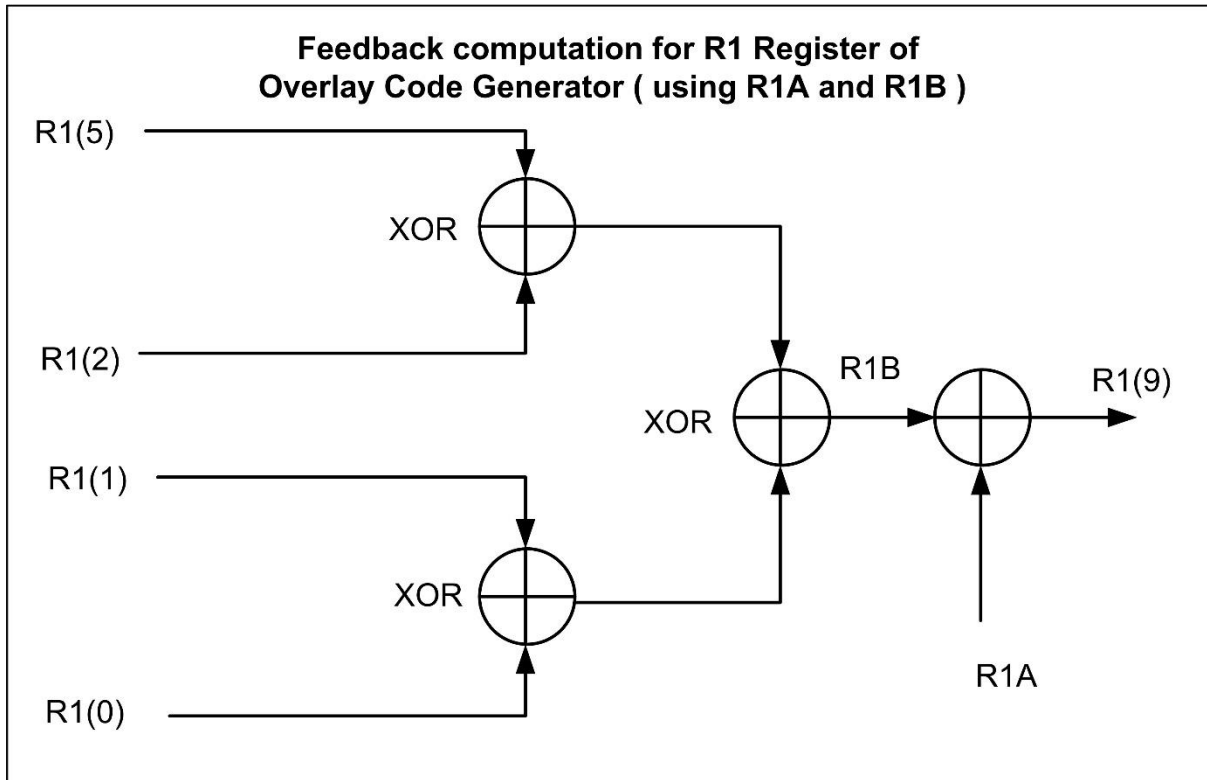 Feedback computation for R1 Register of
Overlay Code Generator ( using R1A and R1B )
R1(5)
XOR
R1(2)
R1B
R1(9)
XOR
R1(1)
XOR
R1A
R1(0)